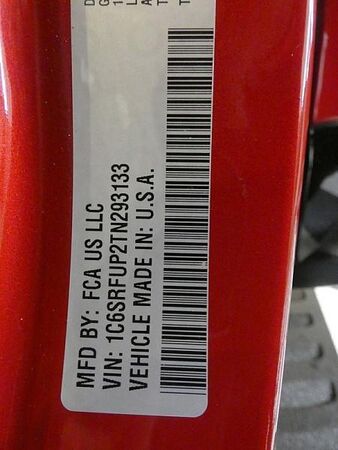 MFD BY: FCA US LLC
VIN: 1C6SRFUP2TN293133
VEHICLE MADE IN: U.S.A.